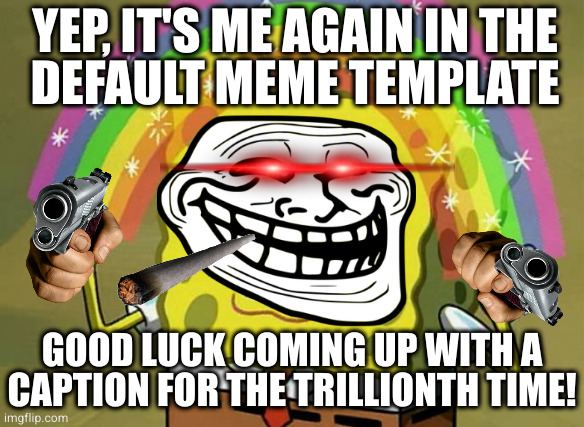 YEP, IT'S ME AGAIN IN THE
DEFAULT MEME TEMPLATE
GOOD LUCK COMING UP WITH A
CAPTION FOR THE TRILLIONTH TIME!
imgflip.com